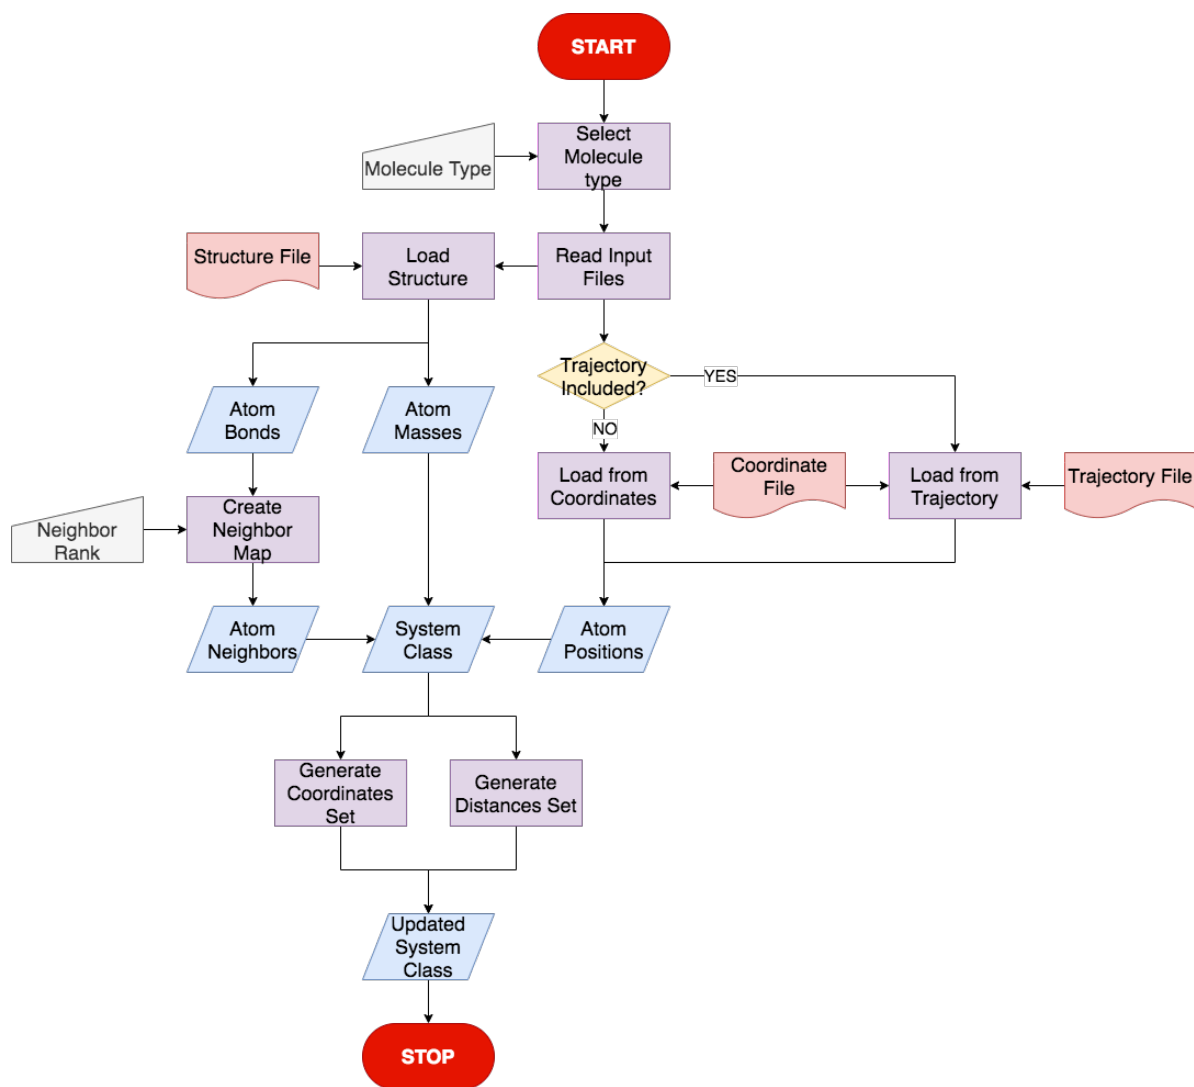 START
Select
Molecule
type
Molecule Type
Structure File
Load
Structure
Read Input
Files
Trajectory
Included?
YES
NO
Atom
Bonds
Atom
Masses
Load from
Coordinates
Coordinate
File
Load from
Trajectory
Trajectory File
Neighbor
Rank
Create
Neighbor
Map
Atom
Neighbors
System
Class
Atom
Positions
Generate
Coordinates
Set
Generate
Distances Set
Updated
System
Class
STOP